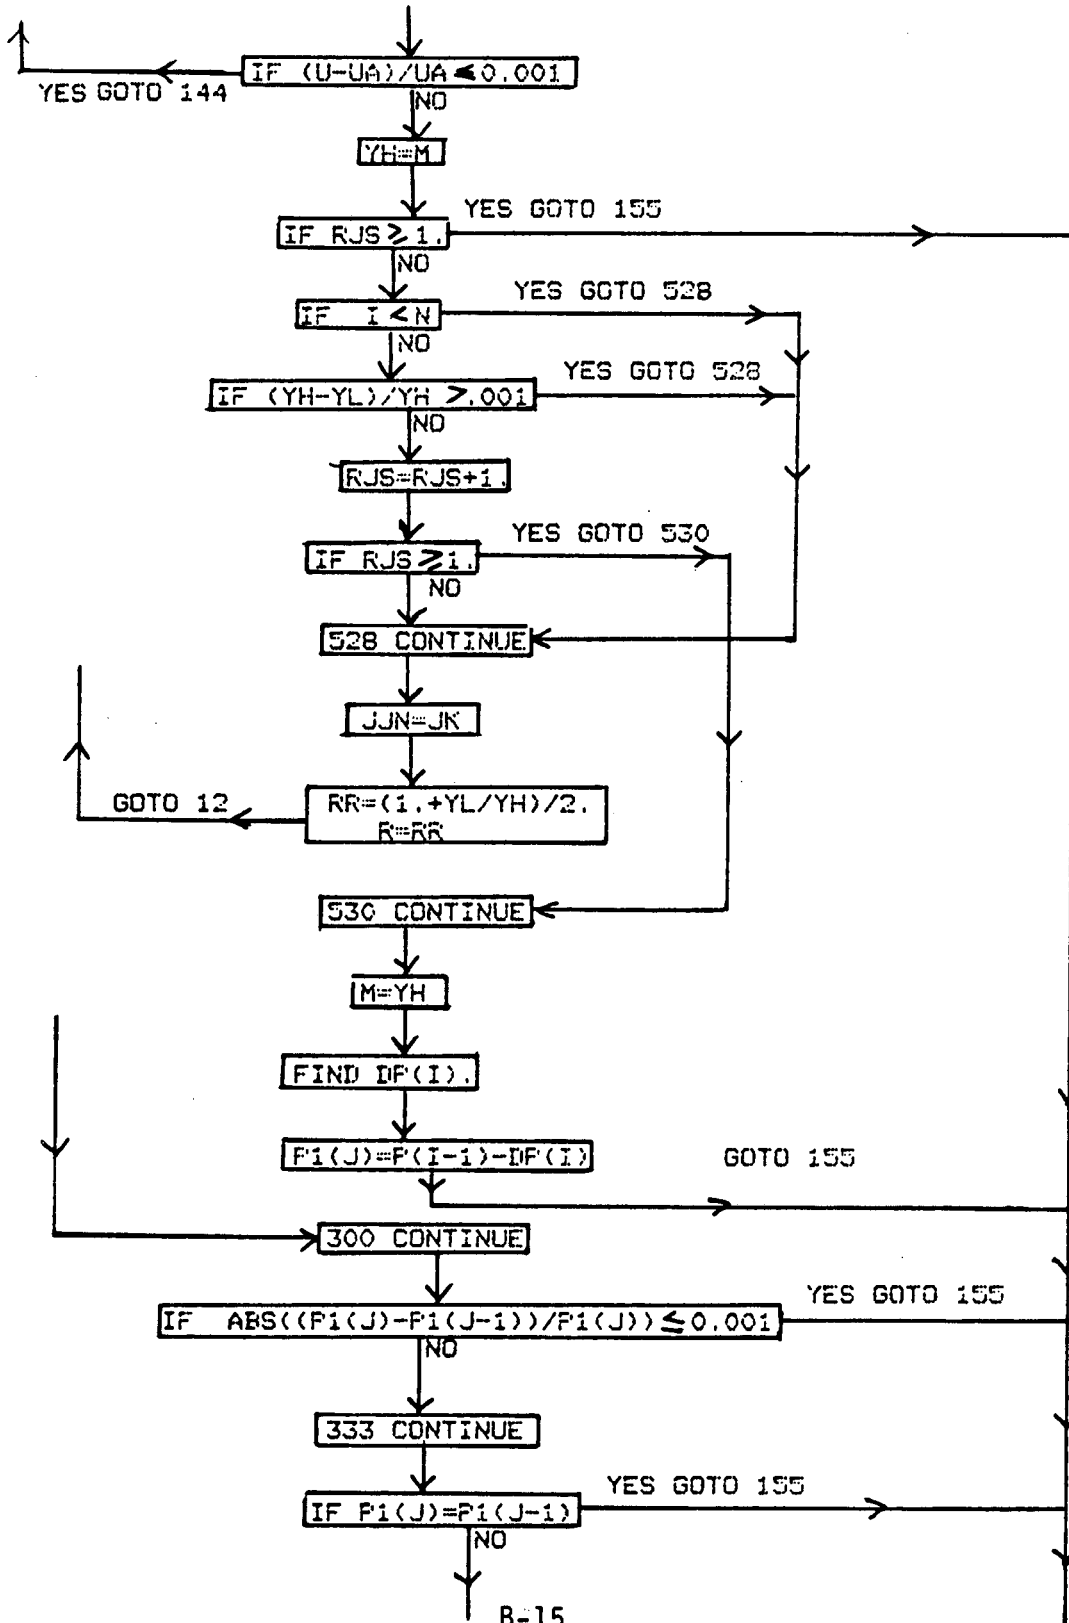 IF (U-UA)/UA ≤ 0.001
YES GOTO 144
NO
YH=M
YES GOTO 155
IF RJS ≥ 1.
NO
YES GOTO 528
IF I < N
NO
YES GOTO 528
IF (YH-YL)/YH >.001
NO
RJS=RJS+1.
YES GOTO 530
IF RJS ≥ 1.
NO
528 CONTINUE
JJN=JK
GOTO 12
RR=(1.+YL/YH)/2.
R=RR
530 CONTINUE
M=YH
FIND DP(I).
P1(J)=P(I-1)-DP(I)
GOTO 155
300 CONTINUE
YES GOTO 155
IF ABS((P1(J)-P1(J-1))/P1(J)) ≤ 0.001
NO
333 CONTINUE
YES GOTO 155
IF P1(J)=P1(J-1)
NO
B-15